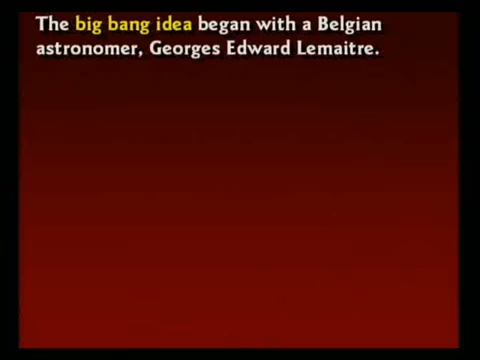 The big bang idea began with a Belgian
astronomer, Georges Edward Lemaitre.